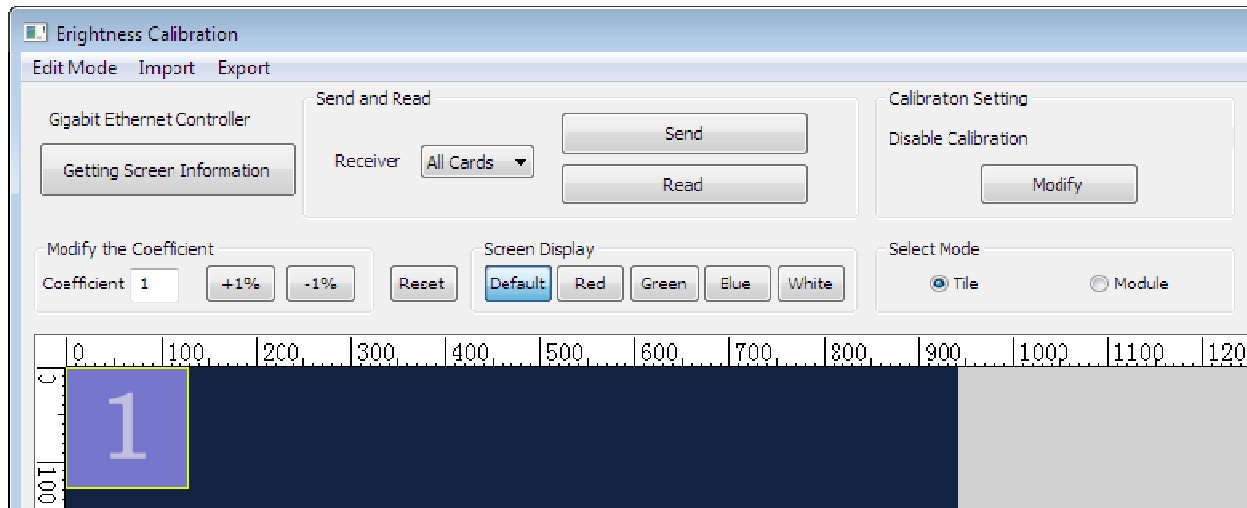 Erightness Calibration
Edit Mode Import Export
Send and Read
Calibraton Setting
Gigabit Ethernet Controller
Send
Disable Calibration
Receiver All Cards
Getting Screen Information
Read
Modify
Modify the Coefficient
Screen Display
Select Mode
Coefficient 1 +1% -1% Reset Default Red Green Blue White Tile Module
0 100 200 300 400 500 600 700 800 900 1000 1100 120
0
1
100